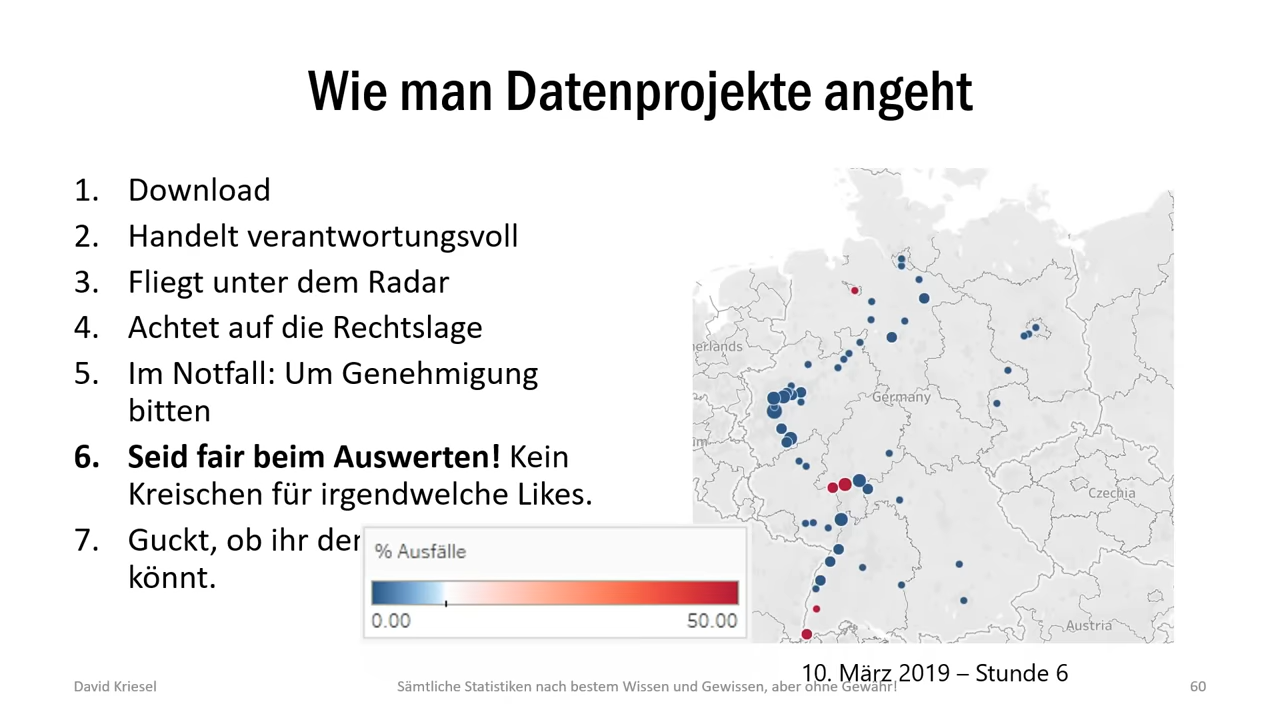 Wie man Datenprojekte angeht
1. Download
2. Handelt verantwortungsvoll
3. Fliegt unter dem Radar
4. Achtet auf die Rechtslage
5. Im Notfall: Um Genehmigung
bitten
6. Seid fair beim Auswerten! Kein
Kreischen für irgendwelche Likes.
7. Guckt, ob ihr
könnt.
% Ausfälle
0.00 50.00
erlands
Germany
Czechia
Austria
10. März 2019 – Stunde 6
David Kriesel
Sämtliche Statistiken nach bestem Wissen und Gewissen, aber ohne Gewähr!
60